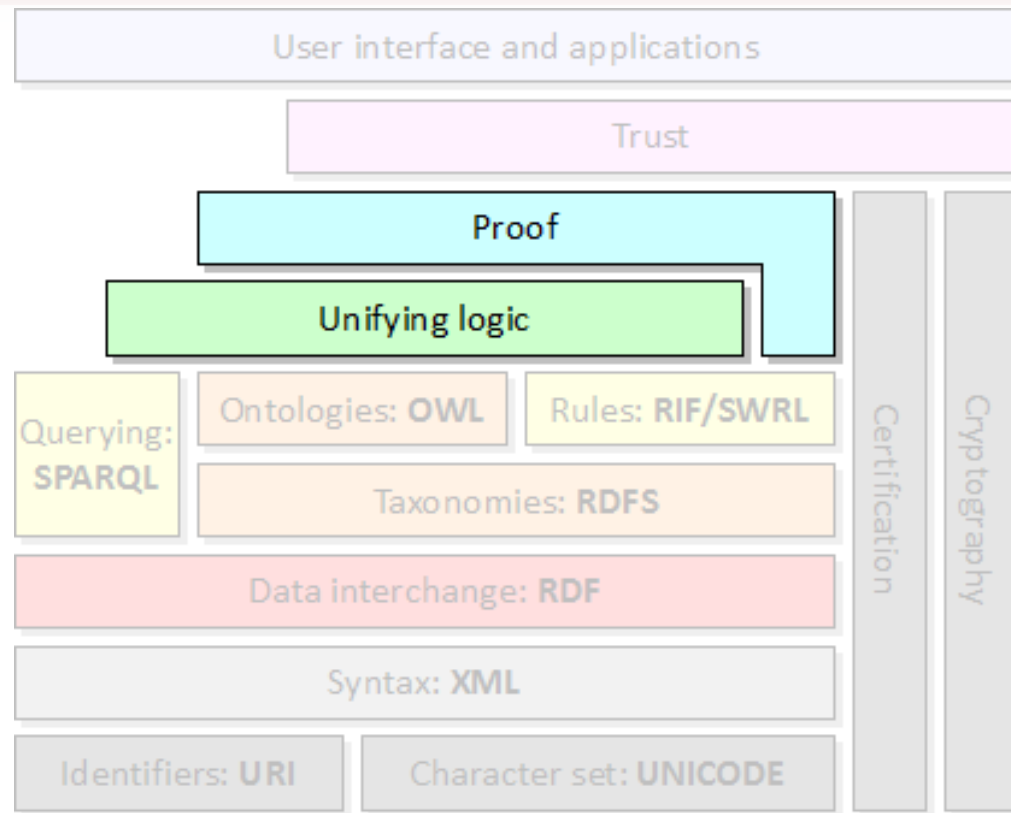 User interface and applications
Trust
Proof
Unifying logic
Querying:
SPARQL
Ontologies: OWL
Rules: RIF/SWRL
Taxonomies: RDFS
Data interchange: RDF
Syntax: XML
Identifiers: URI
Character set: UNICODE
Certification
Cryptography